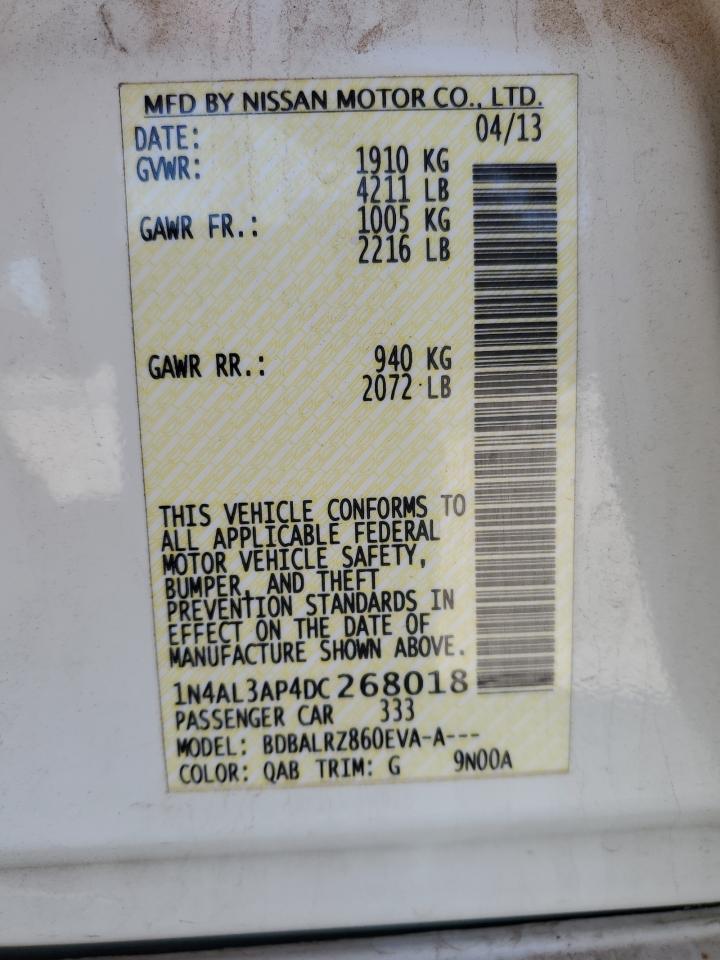 MFD BY NISSAN MOTOR CO., LTD.
DATE: 04/13
GVWR: 1910 KG
4211 LB
GAWR FR.: 1005 KG
2216 LB
GAWR RR.: 940 KG
2072 LB
THIS VEHICLE CONFORMS TO
ALL APPLICABLE FEDERAL
MOTOR VEHICLE SAFETY,
BUMPER, AND THEFT
PREVENTION STANDARDS IN
EFFECT ON THE DATE OF
MANUFACTURE SHOWN ABOVE.
1N4AL3AP4DC268018
PASSENGER CAR 333
MODEL: BDBALRZ860EVA-A---
COLOR: QAB TRIM: G 9N00A